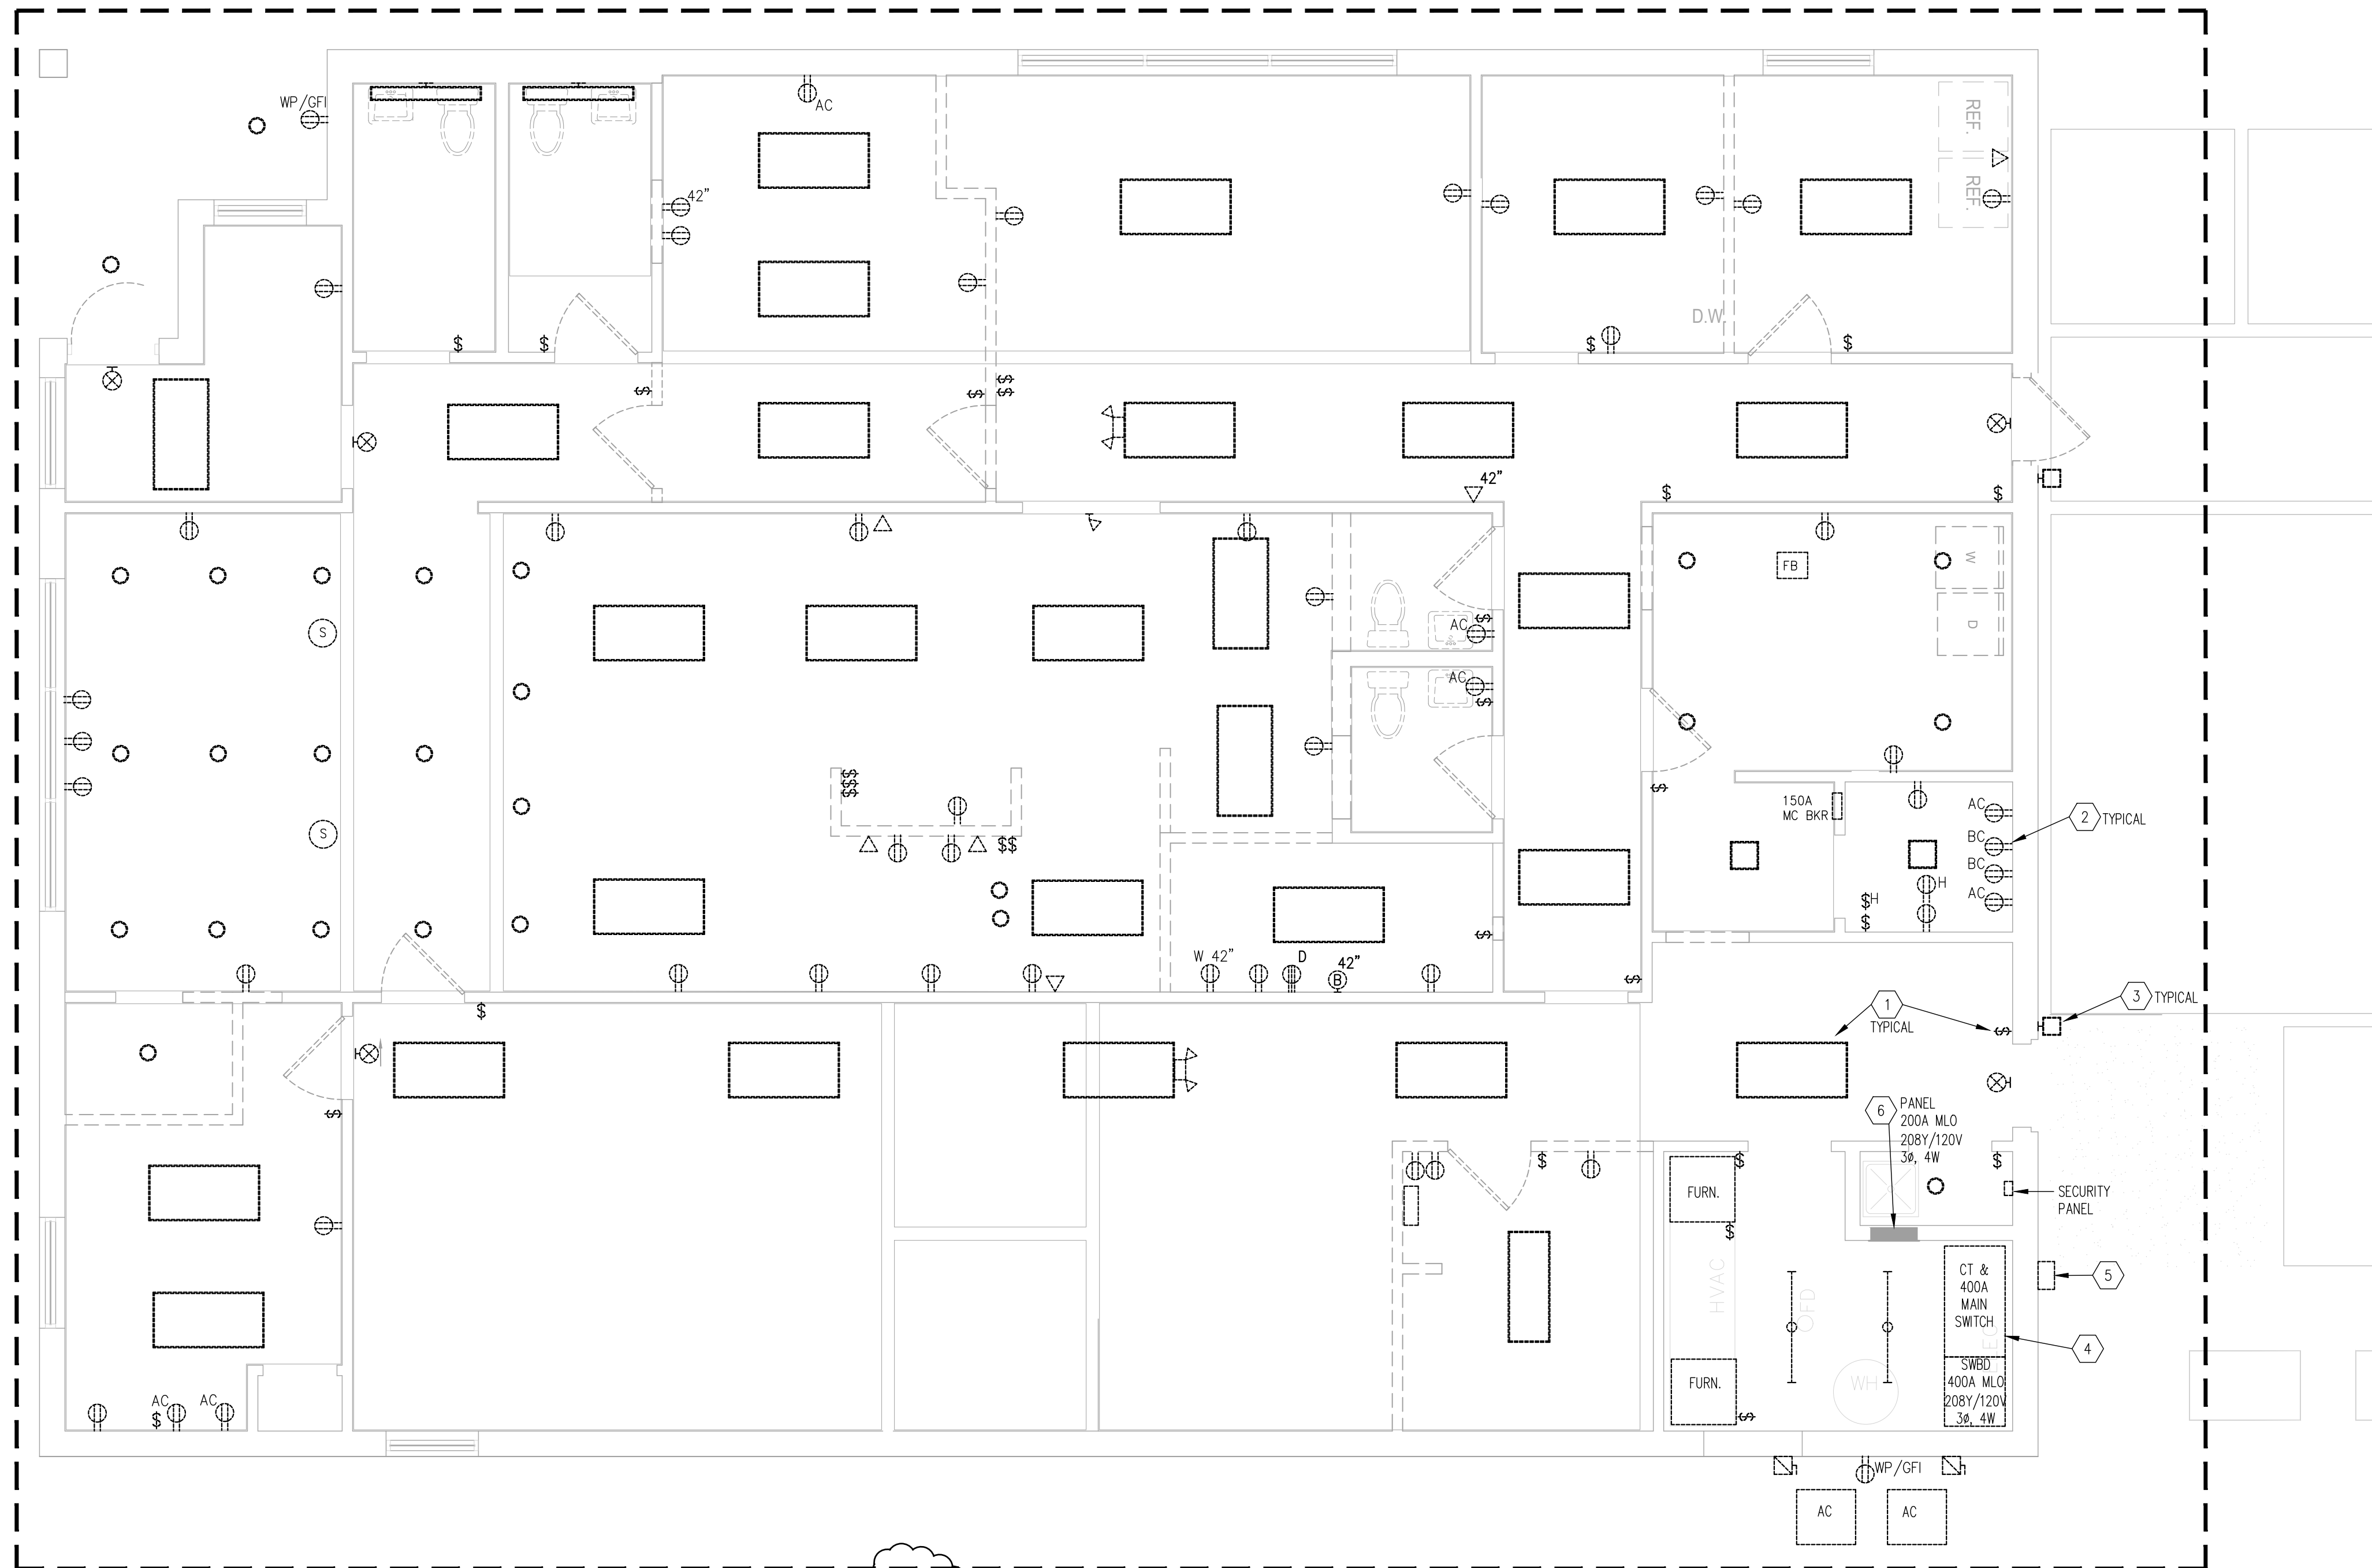 WP/GFI
AC
REF.
42"
REF.
D.W.
$
$
$
$
$
$
$
$
42"
$
$
FB
W
S
$
AC
D
AC
$
$
$
$
$
150A
MC BKR
AC
2
TYPICAL
S
BC
$$
BC
H
$H
AC
$
$
W 42"
D
42"
B
$
$
1
TYPICAL
3
TYPICAL
$
6
PANEL
200A MLO
208Y/120V
3ø, 4W
$
$
$
$
FURN.
SECURITY
PANEL
$
HVAC
CT &
400A
MAIN
SWITCH
5
FD
ELEC
4
FURN.
WH
SWBD
400A MLO
208Y/120V
3ø, 4W
AC
AC
$
$
WP/GFI
AC
AC